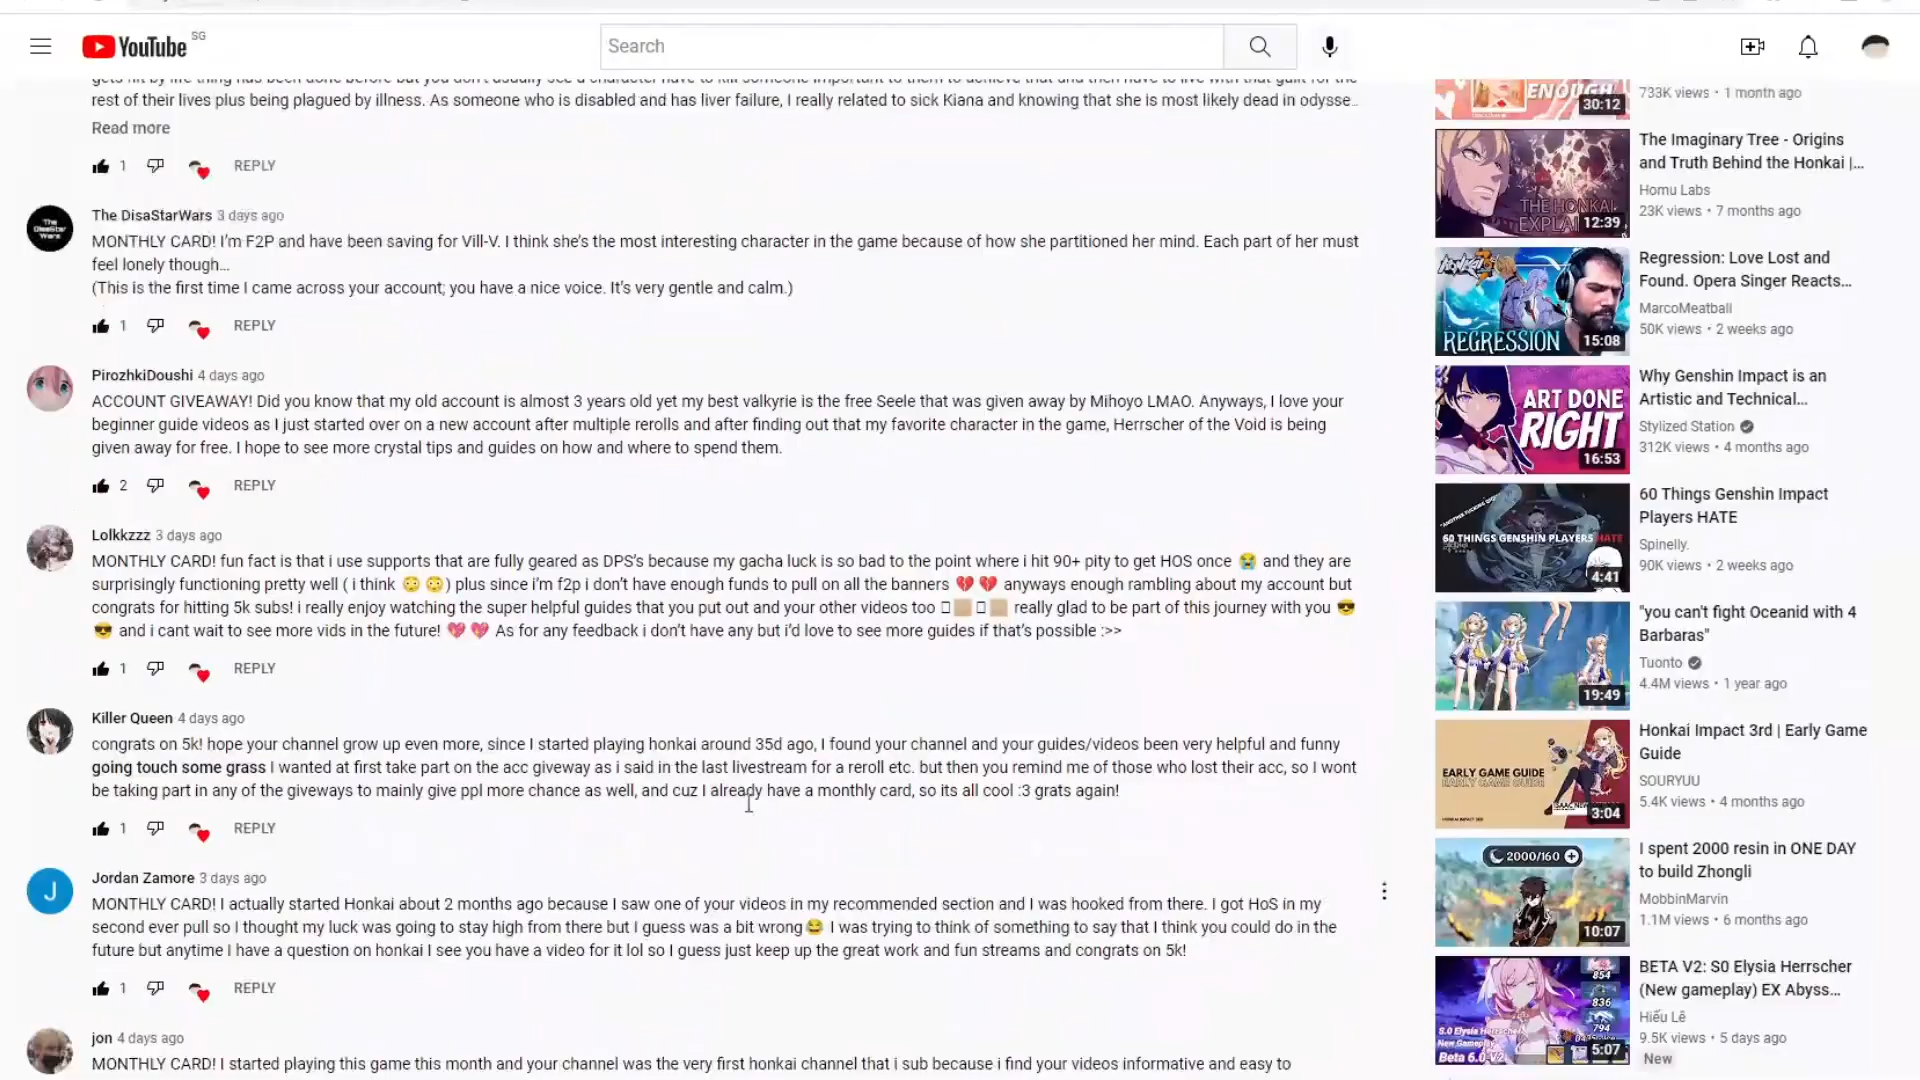 YouTube SG
Search
rest of their lives plus being plagued by illness. As someone who is disabled and has liver failure, I really related to sick Kiana and knowing that she is most likely dead in odysse...
Read more
1 REPLY
The DisaStarWars 3 days ago
MONTHLY CARD! I'm F2P and have been saving for Vill-V. I think she's the most interesting character in the game because of how she partitioned her mind. Each part of her must
feel lonely though...
(This is the first time I came across your account; you have a nice voice. It's very gentle and calm.)
1 REPLY
PirozhkiDoushi 4 days ago
ACCOUNT GIVEAWAY! Did you know that my old account is almost 3 years old yet my best valkyrie is the free Seele that was given away by Mihoyo LMAO. Anyways, I love your
beginner guide videos as I just started over on a new account after multiple rerolls and after finding out that my favorite character in the game, Herrscher of the Void is being
given away for free. I hope to see more crystal tips and guides on how and where to spend them.
2 REPLY
Lolkkzzz 3 days ago
MONTHLY CARD! fun fact is that i use supports that are fully geared as DPS's because my gacha luck is so bad to the point where i hit 90+ pity to get HOS once 😭 and they are
surprisingly functioning pretty well ( i think 😳 😳) plus since i'm f2p i don't have enough funds to pull on all the banners 💔 💔 anyways enough rambling about my account but
congrats for hitting 5k subs! i really enjoy watching the super helpful guides that you put out and your other videos too really glad to be part of this journey with you 😎
😎 and i cant wait to see more vids in the future! 💖 💖 As for any feedback i don't have any but i'd love to see more guides if that's possible :>>
1 REPLY
Killer Queen 4 days ago
congrats on 5k! hope your channel grow up even more, since I started playing honkai around 35d ago, I found your channel and your guides/videos been very helpful and funny
going touch some grass I wanted at first take part on the acc giveway as i said in the last livestream for a reroll etc. but then you remind me of those who lost their acc, so I wont
be taking part in any of the giveways to mainly give ppl more chance as well, and cuz I already have a monthly card, so its all cool :3 grats again!
1 REPLY
J
Jordan Zamore 3 days ago
MONTHLY CARD! I actually started Honkai about 2 months ago because I saw one of your videos in my recommended section and I was hooked from there. I got HoS in my
second ever pull so I thought my luck was going to stay high from there but I guess was a bit wrong😂 I was trying to think of something to say that I think you could do in the
future but anytime I have a question on honkai I see you have a video for it lol so I guess just keep up the great work and fun streams and congrats on 5k!
1 REPLY
jon 4 days ago
MONTHLY CARD! I started playing this game this month and your channel was the very first honkai channel that i sub because i find your videos informative and easy to
ENOUGH
30:12
733K views • 1 month ago
THE HONKAI
EXPLAI
12:39
The Imaginary Tree - Origins
and Truth Behind the Honkai |...
Homu Labs
23K views • 7 months ago
REGRESSION
15:08
Regression: Love Lost and
Found. Opera Singer Reacts...
MarcoMeatball
50K views • 2 weeks ago
ART DONE
RIGHT
16:53
Why Genshin Impact is an
Artistic and Technical...
Stylized Station
312K views • 4 months ago
60 THINGS GENSHIN PLAYERS HATE
4:41
60 Things Genshin Impact
Players HATE
Spinelly.
90K views • 2 weeks ago
19:49
"you can't fight Oceanid with 4
Barbaras"
Tuonto
4.4M views • 1 year ago
EARLY GAME GUIDE
3:04
Honkai Impact 3rd | Early Game
Guide
SOURYUU
5.4K views • 4 months ago
2000/160
10:07
I spent 2000 resin in ONE DAY
to build Zhongli
MobbinMarvin
1.1M views • 6 months ago
854
836
794
S.0 Elysia Herrscher
New Gameplay
Beta 6.0-V2
5:07
BETA V2: S0 Elysia Herrscher
(New gameplay) EX Abyss...
Hiếu Lê
9.5K views • 5 days ago
New